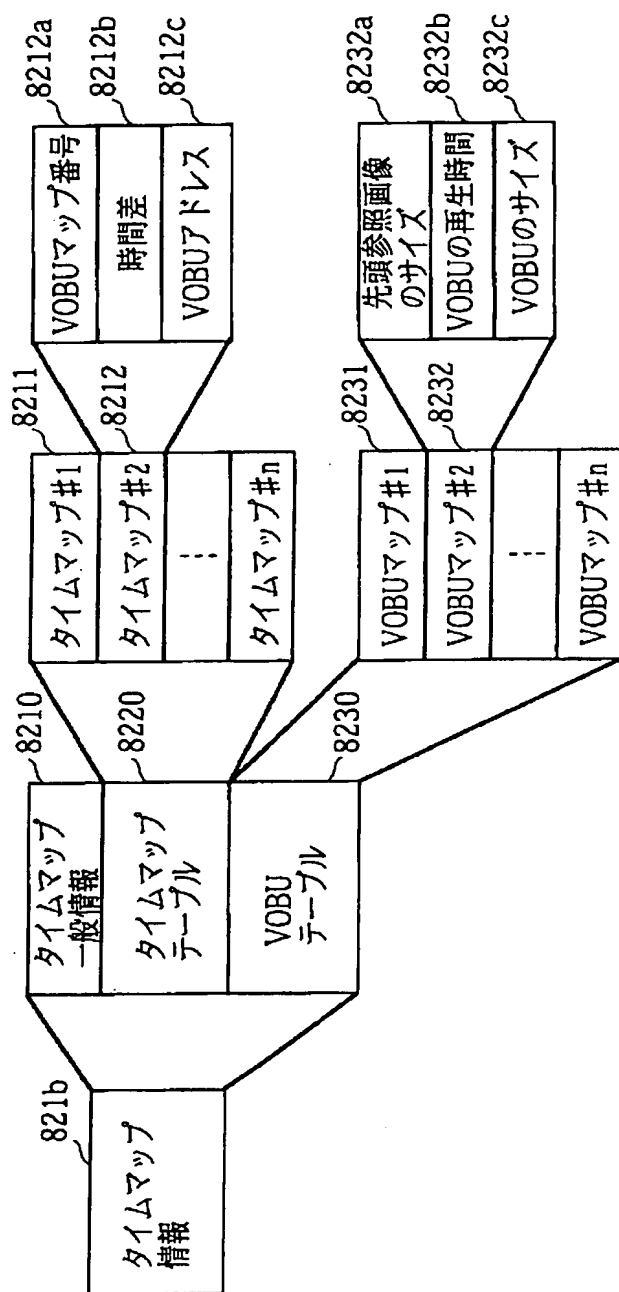 821b
タイムマップ
情報
8210
タイムマップ
一般情報
8220
タイムマップ
テーブル
8230
VOBU
テーブル
8211
タイムマップ#1
8212
タイムマップ#2
タイムマップ#n
8231
VOBUマップ#1
8232
VOBUマップ#2
VOBUマップ#n
8212a
VOBUマップ番号
8212b
時間差
8212c
VOBUアドレス
8232a
先頭参照画像
のサイズ
8232b
VOBUの再生時間
8232c
VOBUのサイズ